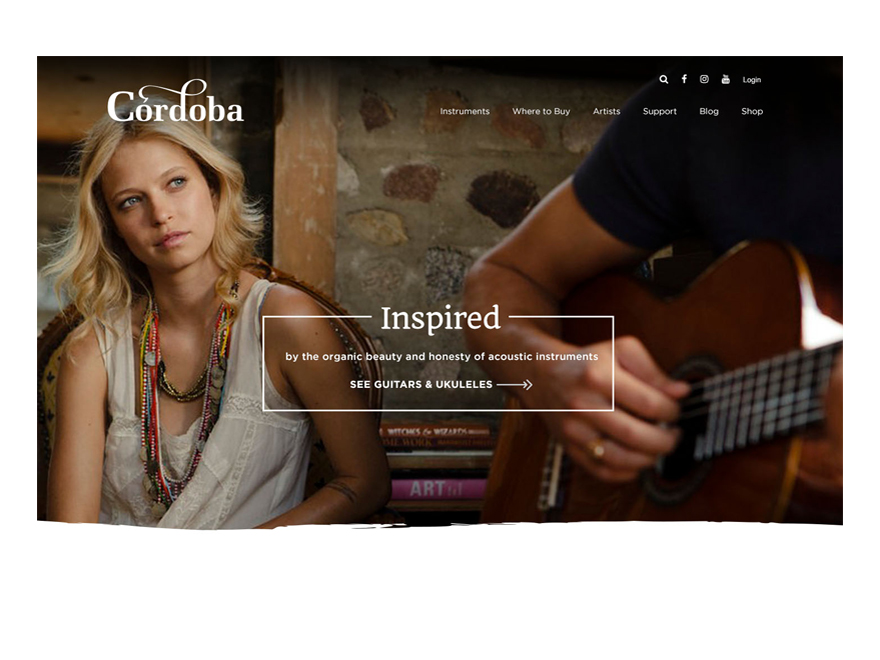 Login
Córdoba
Instruments
Where to Buy
Artists
Support
Blog
Shop
Inspired
by the organic beauty and honesty of acoustic instruments
SEE GUITARS & UKULELES
WITCHES & WIZARDS
HOME WORK
ART